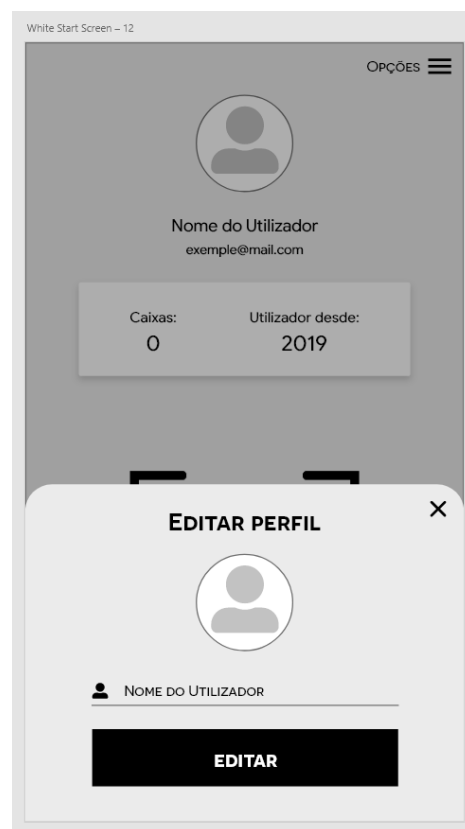 White Start Screen – 12
Opções
Nome do Utilizador
exemple@mail.com
Caixas:
Utilizador desde:
0
2019
Editar perfil
Nome do Utilizador
EDITAR